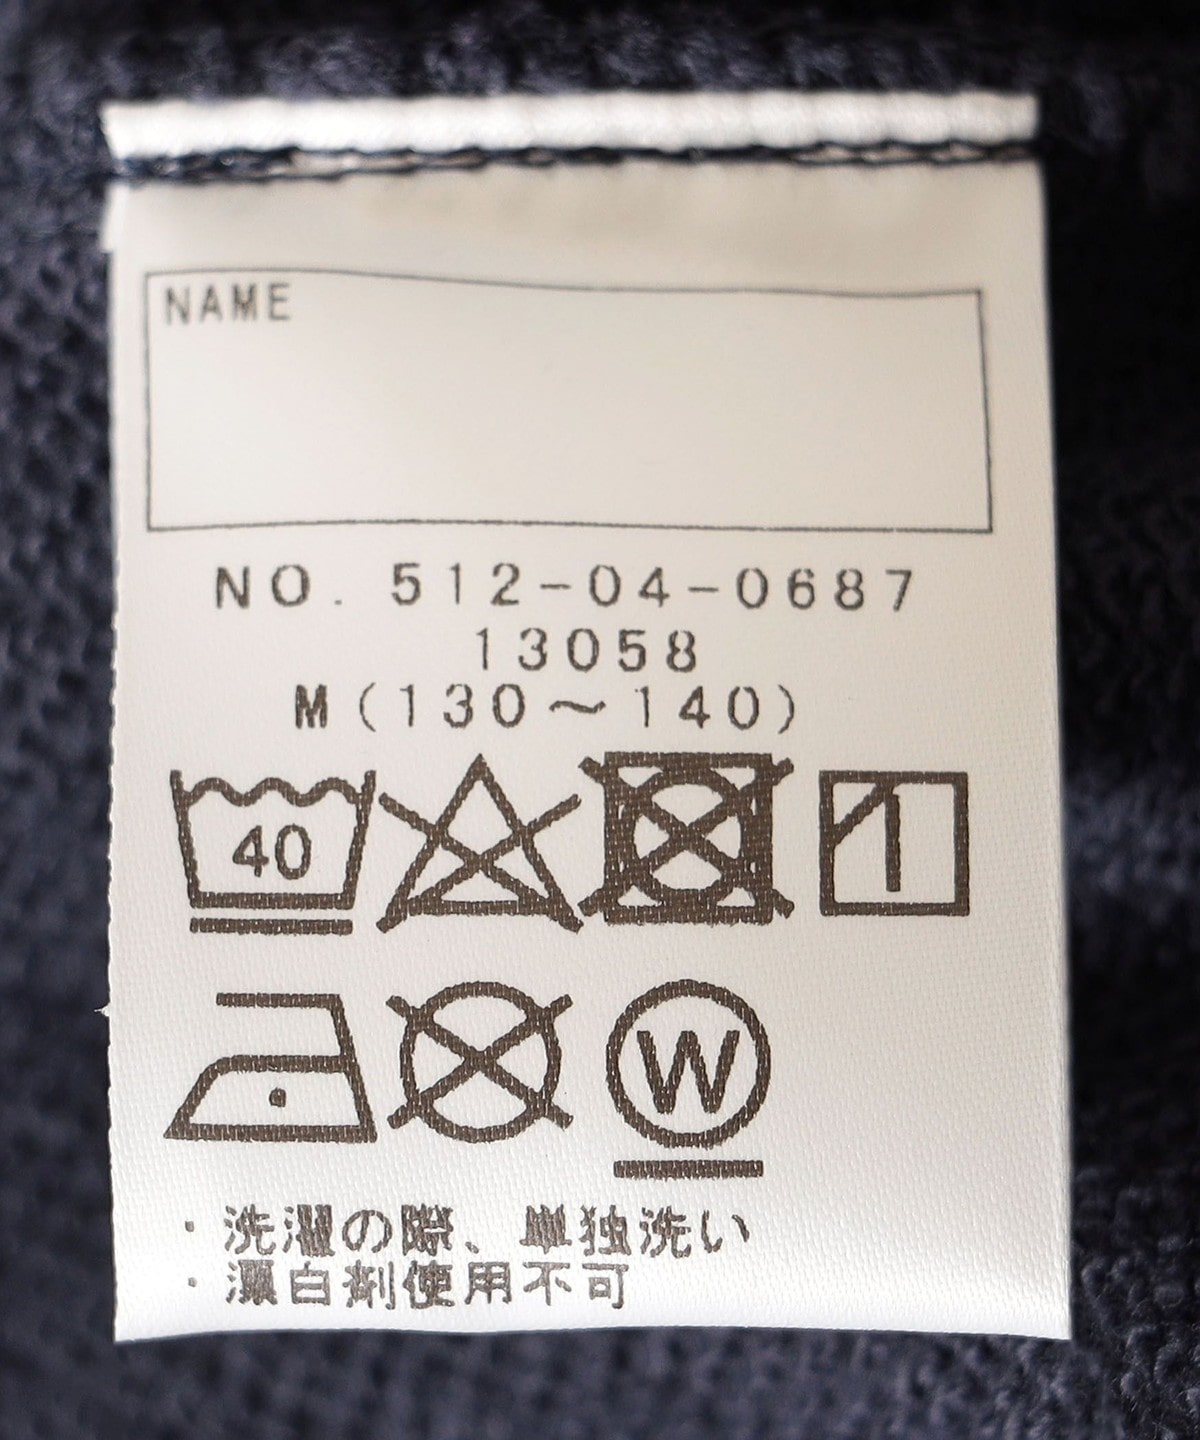 NAME
NO. 512-04-0687
13058
M(130～140)
40
W
・洗濯の際、単独洗い
・漂白剤使用不可